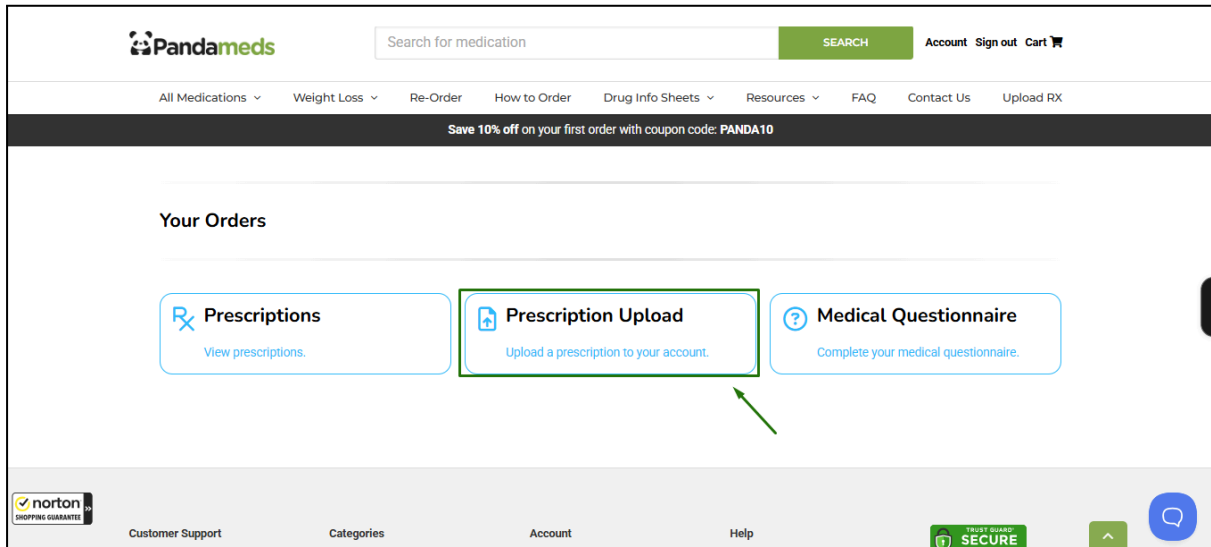 Pandameds
Search for medication
SEARCH
Account Sign out Cart
All Medications Weight Loss Re-Order How to Order Drug Info Sheets Resources FAQ Contact Us Upload RX
Save 10% off on your first order with coupon code: PANDA10
Your Orders
Rx Prescriptions
View prescriptions.
Prescription Upload
Upload a prescription to your account.
? Medical Questionnaire
Complete your medical questionnaire.
norton
SHOPPING GUARANTEE
Customer Support Categories Account Help
TRUST GUARD
SECURE